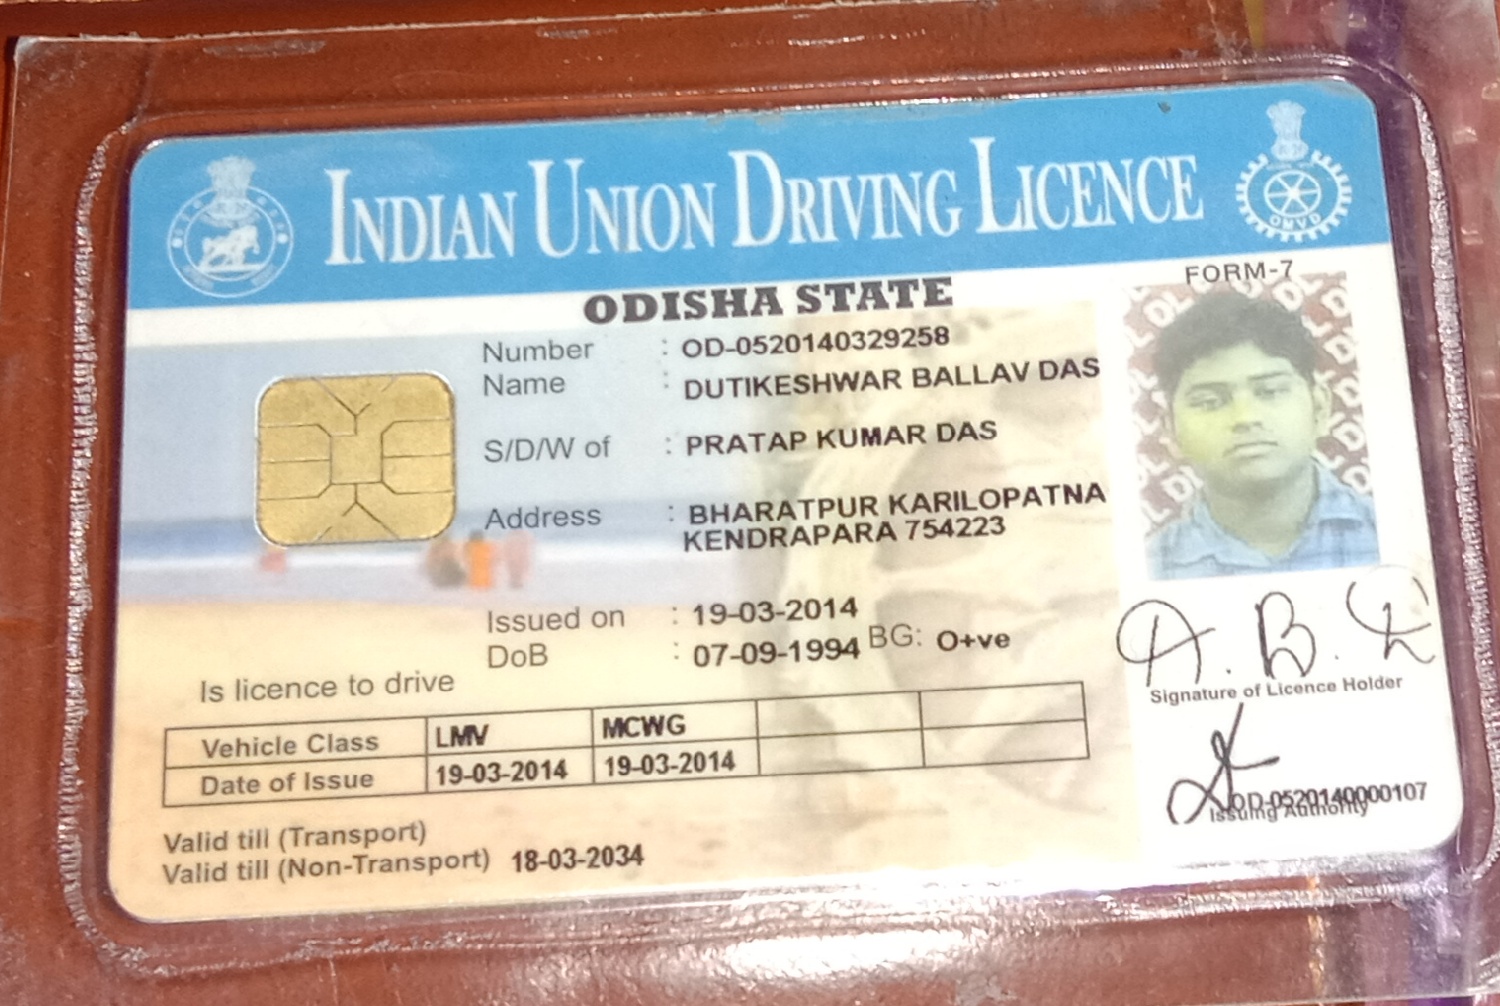 INDIAN UNION DRIVING LICENCE
OMVD
ODISHA STATE
FORM-7
Number : OD-0520140329258
Name : DUTIKESHWAR BALLAV DAS
S/D/W of : PRATAP KUMAR DAS
Address : BHARATPUR KARILOPATNA
KENDRAPARA 754223
Issued on : 19-03-2014
DoB : 07-09-1994 BG: O+ve
Signature of Licence Holder
Is licence to drive
Vehicle Class LMV MCWG
Date of Issue 19-03-2014 19-03-2014
OD-0520140000107
Issuing Authority
Valid till (Transport)
Valid till (Non-Transport) 18-03-2034